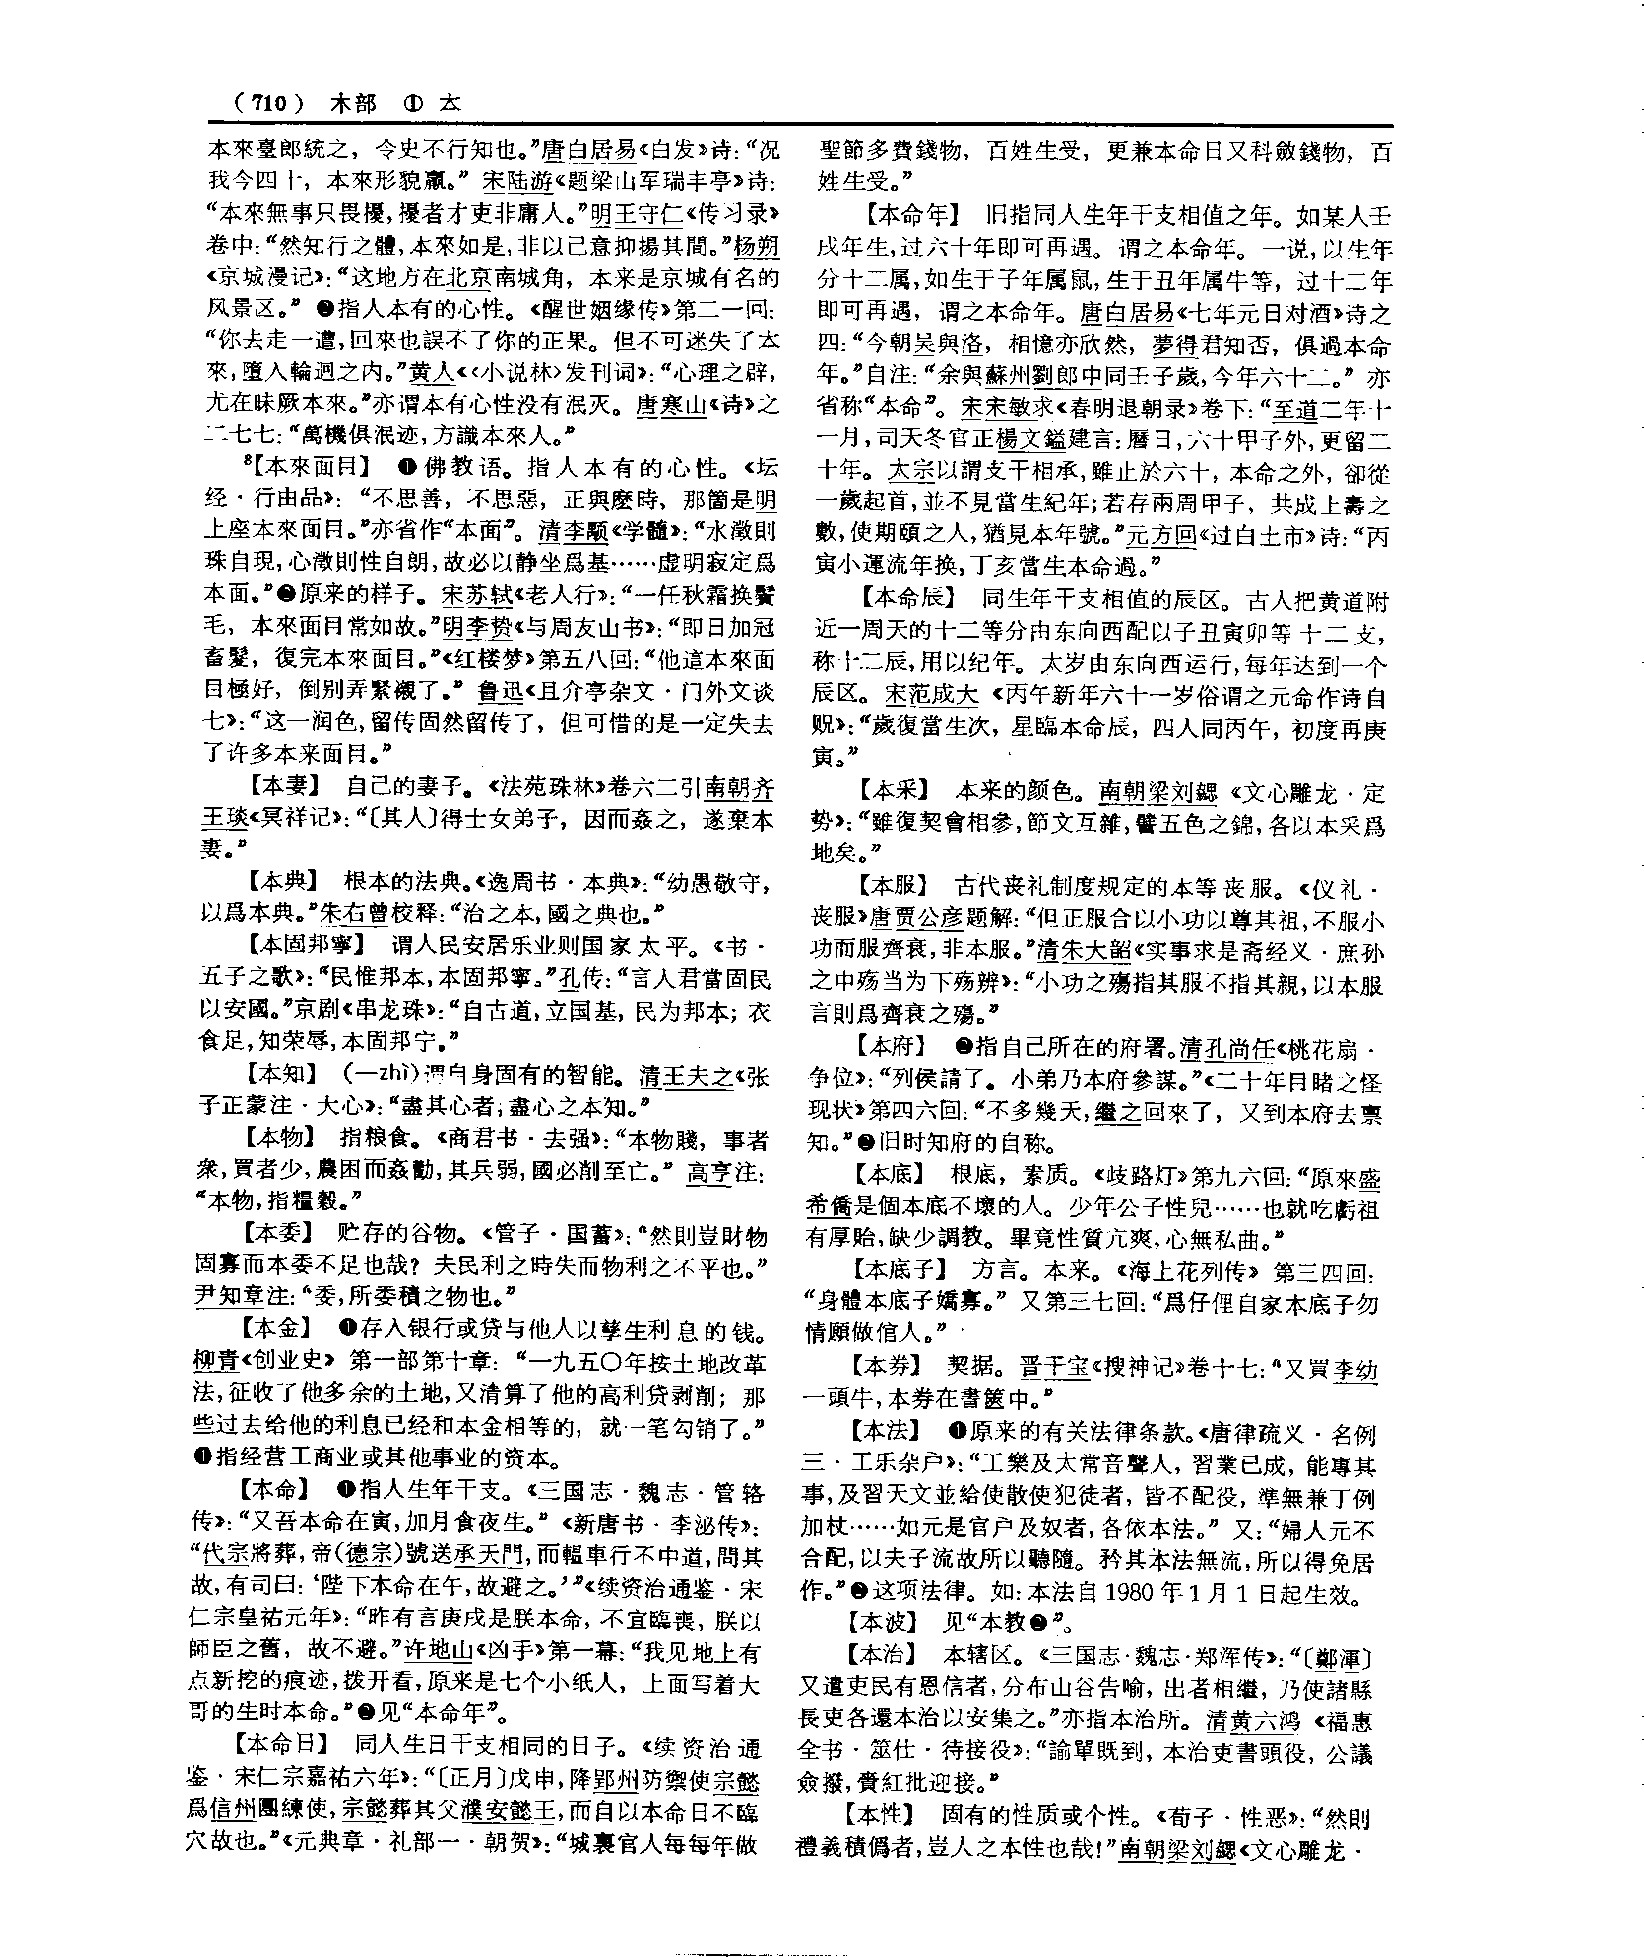 （710） 木部 ① 本
本來臺郎統之，令史不行知也。”唐白居易《白发》诗：“况
我今四十，本來形貌羸。” 宋陆游《题梁山军瑞丰亭》诗：
“本來無事只畏擾，擾者才吏非庸人。”明王守仁《传习录》
卷中：“然知行之體，本來如是，非以己意抑揚其間。”杨朔
《京城漫记》：“这地方在北京南城角，本来是京城有名的
风景区。” ❷指人本有的心性。《醒世姻缘传》第二一回：
“你去走一遭，回來也誤不了你的正果。但不可迷失了本
來，墮入輪迴之内。”黄人《〈小说林〉发刊词》：“心理之辟，
尤在昧厥本來。”亦谓本有心性没有泯灭。唐寒山《诗》之
二七七：“萬機俱泯迹，方識本來人。”
⁸【本來面目】 ❶佛教语。指人本有的心性。《坛
经·行由品》：“不思善，不思惡，正與麽時，那箇是明
上座本來面目。”亦省作“本面”。清李颙《学髓》：“水澂則
珠自現，心澂則性自朗，故必以静坐爲基……虚明寂定爲
本面。”❷原来的样子。宋苏轼《老人行》：“一任秋霜换鬢
毛，本來面目常如故。”明李贽《与周友山书》：“即日加冠
畜髮，復完本來面目。”《红楼梦》第五八回：“他這本來面
目極好，倒别弄緊襯了。” 鲁迅《且介亭杂文·门外文谈
七》：“这一润色，留传固然留传了，但可惜的是一定失去
了许多本来面目。”
【本妻】 自己的妻子。《法苑珠林》卷六二引南朝齐
王琰《冥祥记》：“〔其人〕得士女弟子，因而姦之，遂棄本
妻。”
【本典】 根本的法典。《逸周书·本典》：“幼愚敬守，
以爲本典。”朱右曾校释：“治之本，國之典也。”
【本固邦寧】 谓人民安居乐业则国家太平。《书·
五子之歌》：“民惟邦本，本固邦寧。”孔传：“言人君當固民
以安國。”京剧《串龙珠》：“自古道，立国基，民为邦本；衣
食足，知荣辱，本固邦宁。”
【本知】 （—zhì）谓自身固有的智能。清王夫之《张
子正蒙注·大心》：“盡其心者，盡心之本知。”
【本物】 指粮食。《商君书·去强》：“本物賤，事者
衆，買者少，農困而姦勸，其兵弱，國必削至亡。” 高亨注：
“本物，指糧穀。”
【本委】 贮存的谷物。《管子·国蓄》：“然則豈財物
固寡而本委不足也哉？夫民利之時失而物利之不平也。”
尹知章注：“委，所委積之物也。”
【本金】 ❶存入银行或贷与他人以孳生利息的钱。
柳青《创业史》第一部第十章：“一九五〇年按土地改革
法，征收了他多余的土地，又清算了他的高利贷剥削；那
些过去给他的利息已经和本金相等的，就一笔勾销了。”
❶指经营工商业或其他事业的资本。
【本命】 ❶指人生年干支。《三国志·魏志·管辂
传》：“又吾本命在寅，加月食夜生。” 《新唐书·李泌传》：
“代宗將葬，帝（德宗）號送承天門，而輼車行不中道，問其
故，有司曰：‘陛下本命在午，故避之。’”《续资治通鉴·宋
仁宗皇祐元年》：“昨有言庚戌是朕本命，不宜臨喪，朕以
師臣之舊，故不避。”许地山《凶手》第一幕：“我见地上有
点新挖的痕迹，拨开看，原来是七个小纸人，上面写着大
哥的生时本命。”❷见“本命年”。
【本命日】 同人生日干支相同的日子。《续资治通
鉴·宋仁宗嘉祐六年》：“〔正月〕戊申，降郢州防禦使宗懿
爲信州團練使，宗懿葬其父濮安懿王，而自以本命日不臨
穴故也。”《元典章·礼部一·朝贺》：“城裏官人每每年做
聖節多費錢物，百姓生受，更兼本命日又科斂錢物，百
姓生受。”
【本命年】 旧指同人生年干支相值之年。如某人壬
戌年生，过六十年即可再遇。谓之本命年。一说，以生年
分十二属，如生于子年属鼠，生于丑年属牛等，过十二年
即可再遇，谓之本命年。唐白居易《七年元日对酒》诗之
四：“今朝吴與洛，相憶亦欣然，夢得君知否，俱過本命
年。”自注：“余與蘇州劉郎中同壬子歲，今年六十二。” 亦
省称“本命”。宋宋敏求《春明退朝录》卷下：“至道二年十
一月，司天冬官正楊文鎰建言：曆日，六十甲子外，更留二
十年。太宗以謂支干相承，雖止於六十，本命之外，卻從
一歲起首，並不見當生紀年；若存兩周甲子，共成上壽之
數，使期頤之人，猶見本年號。”元方回《过白土市》诗：“丙
寅小運流年换，丁亥當生本命過。”
【本命辰】 同生年干支相值的辰区。古人把黄道附
近一周天的十二等分由东向西配以子丑寅卯等十二支，
称十二辰，用以纪年。太岁由东向西运行，每年达到一个
辰区。宋范成大《丙午新年六十一岁俗谓之元命作诗自
贶》：“歲復當生次，星臨本命辰，四人同丙午，初度再庚
寅。”
【本采】 本来的颜色。南朝梁刘勰《文心雕龙·定
势》：“雖復契會相參，節文互雜，譬五色之錦，各以本采爲
地矣。”
【本服】 古代丧礼制度规定的本等丧服。《仪礼·
丧服》唐贾公彦题解：“但正服合以小功以尊其祖，不服小
功而服齊衰，非本服。”清朱大韶《实事求是斋经义·庶孙
之中殇当为下殇辨》：“小功之殤指其服不指其親，以本服
言則爲齊衰之殤。”
【本府】 ❷指自己所在的府署。清孔尚任《桃花扇·
争位》：“列侯請了。小弟乃本府參謀。”《二十年目睹之怪
现状》第四六回：“不多幾天，繼之回來了，又到本府去禀
知。”❷旧时知府的自称。
【本底】 根底，素质。《歧路灯》第九六回：“原來盛
希僑是個本底不壞的人。少年公子性兒……也就吃虧祖
有厚貽，缺少調教。畢竟性質亢爽，心無私曲。”
【本底子】 方言。本来。《海上花列传》第三四回：
“身體本底子嬌寡。”又第三七回：“爲仔俚自家本底子勿
情願做倌人。”
【本券】 契据。晋干宝《搜神记》卷十七：“又買李幼
一頭牛，本券在書篋中。”
【本法】 ❶原来的有关法律条款。《唐律疏义·名例
三·工乐杂户》：“工樂及太常音聲人，習業已成，能專其
事，及習天文並給使散使犯徒者，皆不配役，準無兼丁例
加杖……如元是官户及奴者，各依本法。” 又：“婦人元不
合配，以夫子流故所以聽隨。矜其本法無流，所以得免居
作。”❷这项法律。如：本法自1980年1月1日起生效。
【本波】 见“本教❷”。
【本治】 本辖区。《三国志·魏志·郑浑传》：“〔鄭渾〕
又遣吏民有恩信者，分布山谷告喻，出者相繼，乃使諸縣
長吏各還本治以安集之。”亦指本治所。清黄六鸿《福惠
全书·筮仕·待接役》：“諭單既到，本治吏書頭役，公議
僉撥，賫紅批迎接。”
【本性】 固有的性质或个性。《荀子·性恶》：“然則
禮義積僞者，豈人之本性也哉！”南朝梁刘勰《文心雕龙·